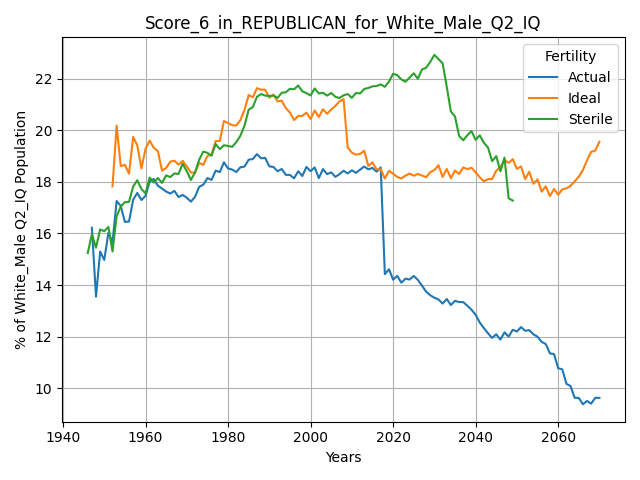 Score_6_in_REPUBLICAN_for_White_Male_Q2_IQ
% of White_Male Q2_IQ Population
22
20
18
16
14
12
10
1940
1960
1980
2000
2020
2040
2060
Years
Fertility
Actual
Ideal
Sterile